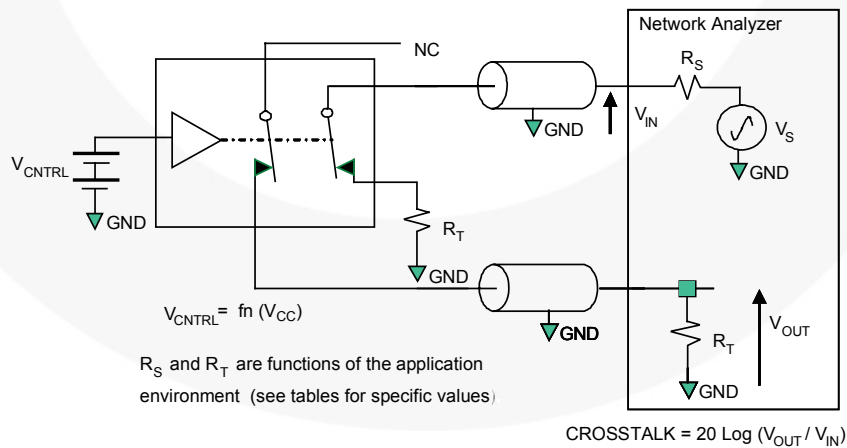 Network Analyzer
NC
R_S
V_IN
V_S
GND
GND
V_CNTRL
GND
R_T
GND
V_CNTRL = fn (V_CC)
GND
R_T
V_OUT
GND
R_S and R_T are functions of the application
environment (see tables for specific values)
CROSSTALK = 20 Log (V_OUT / V_IN)